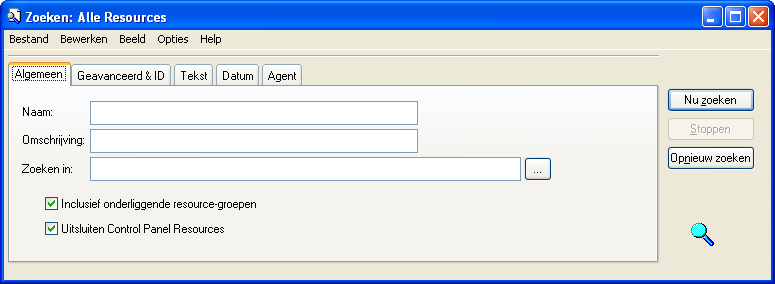 Zoeken: Alle Resources
Bestand Bewerken Beeld Opties Help
Algemeen Geavanceerd & ID Tekst Datum Agent
Naam:
Omschrijving:
Zoeken in: ...
Inclusief onderliggende resource-groepen
Uitsluiten Control Panel Resources
Nu zoeken
Stoppen
Opnieuw zoeken